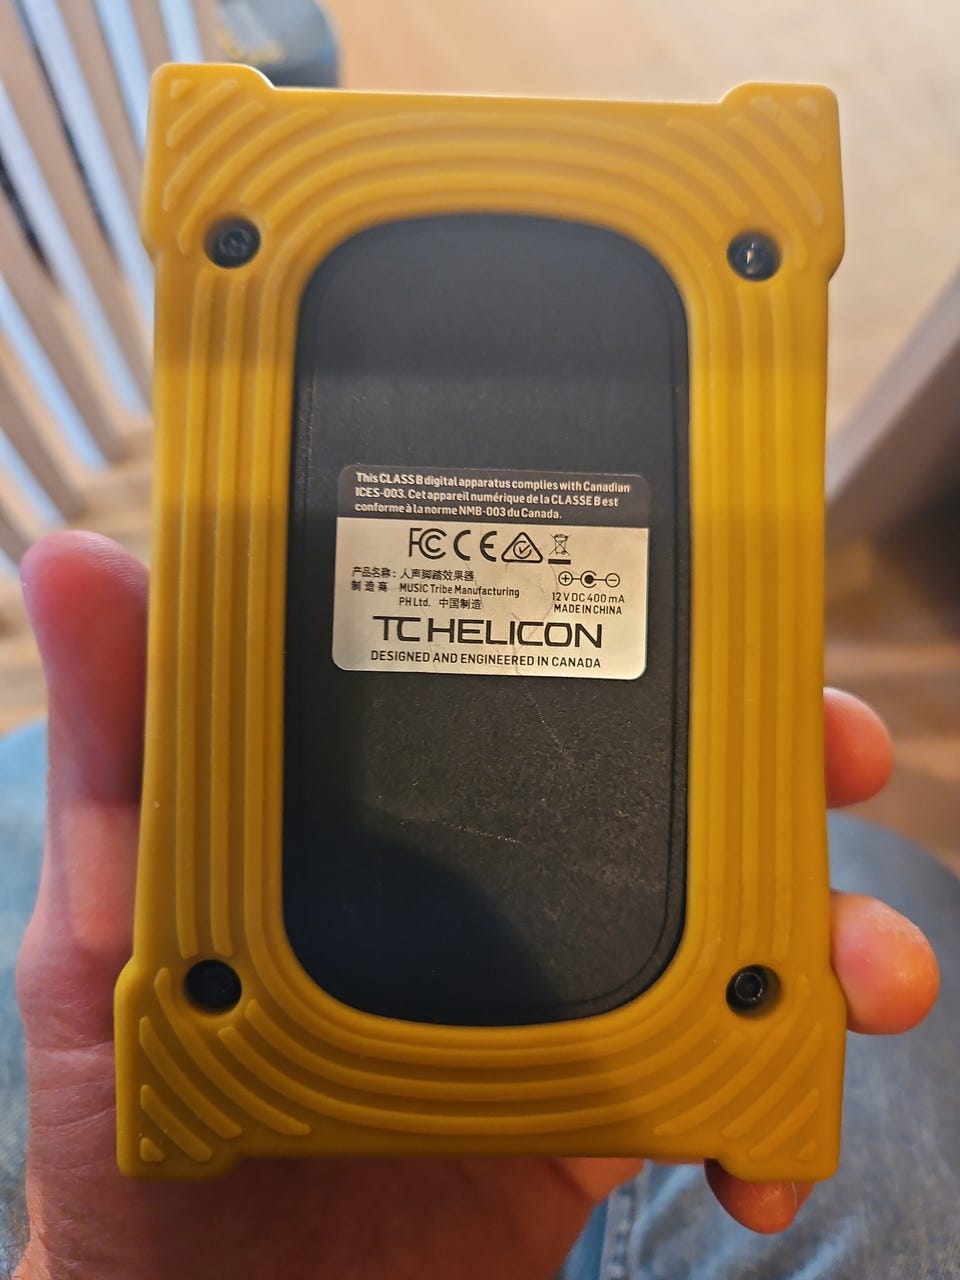 This CLASS B digital apparatus complies with Canadian
ICES-003. Cet appareil numérique de la CLASSE B est
conforme à la norme NMB-003 du Canada.
FC CE
产品名称：人声脚踏效果器
制造商 MUSIC Tribe Manufacturing
PH Ltd. 中国制造
12 V DC 400 mA
MADE IN CHINA
TC HELICON
DESIGNED AND ENGINEERED IN CANADA